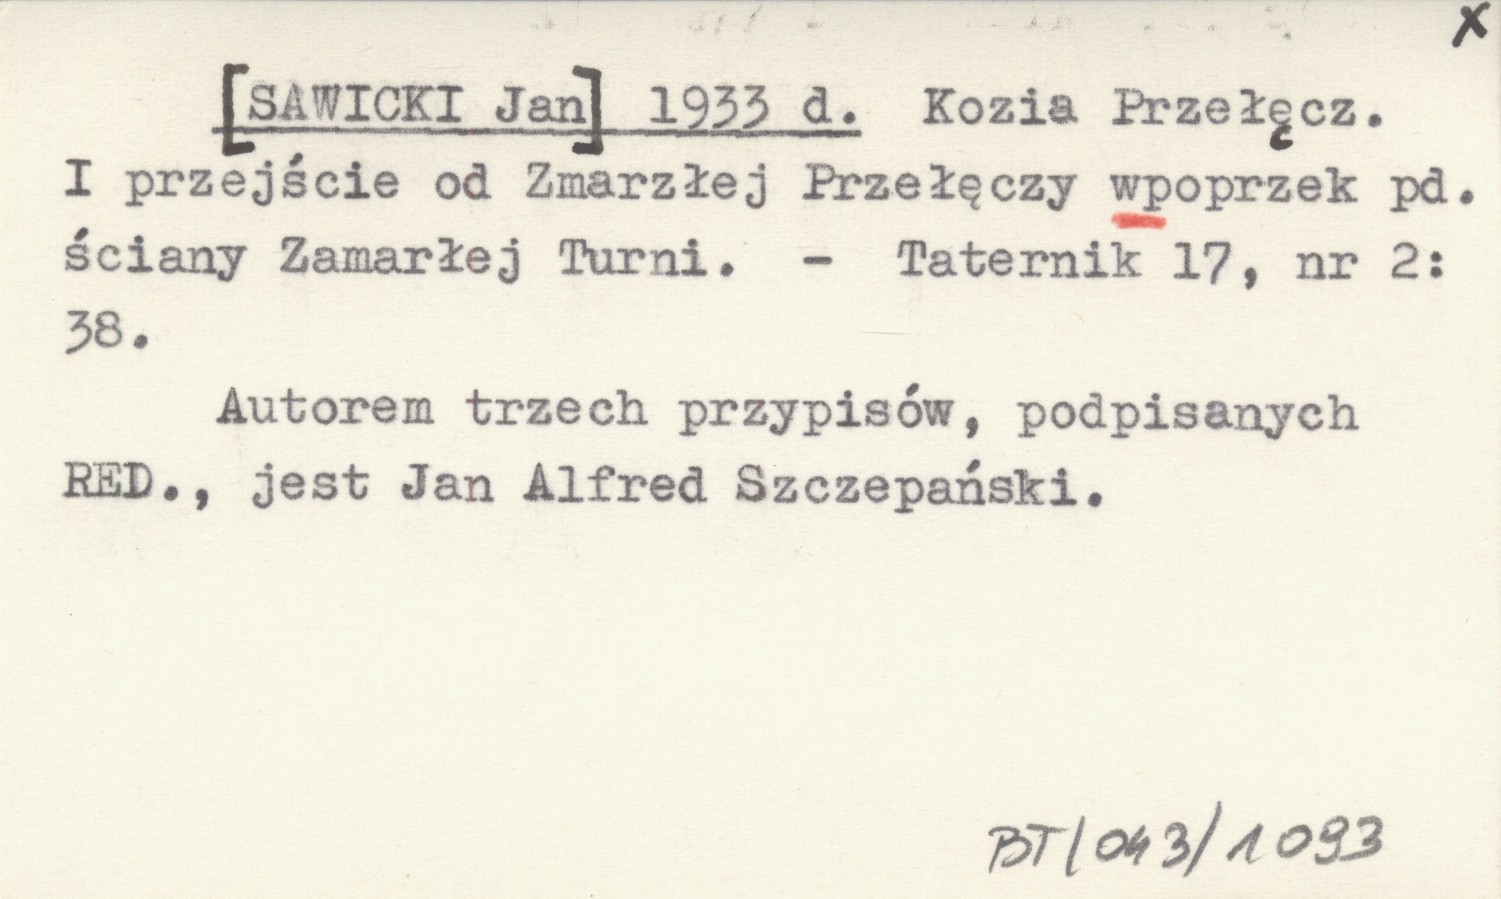 x
[SAWICKI Jan] 1933 d. Kozia Przełęcz.
I przejście od Zmarzłej Przełęczy wpoprzek pd.
ściany Zamarłej Turni. - Taternik 17, nr 2:
38.
Autorem trzech przypisów, podpisanych
RED., jest Jan Alfred Szczepański.
BT/043/1093